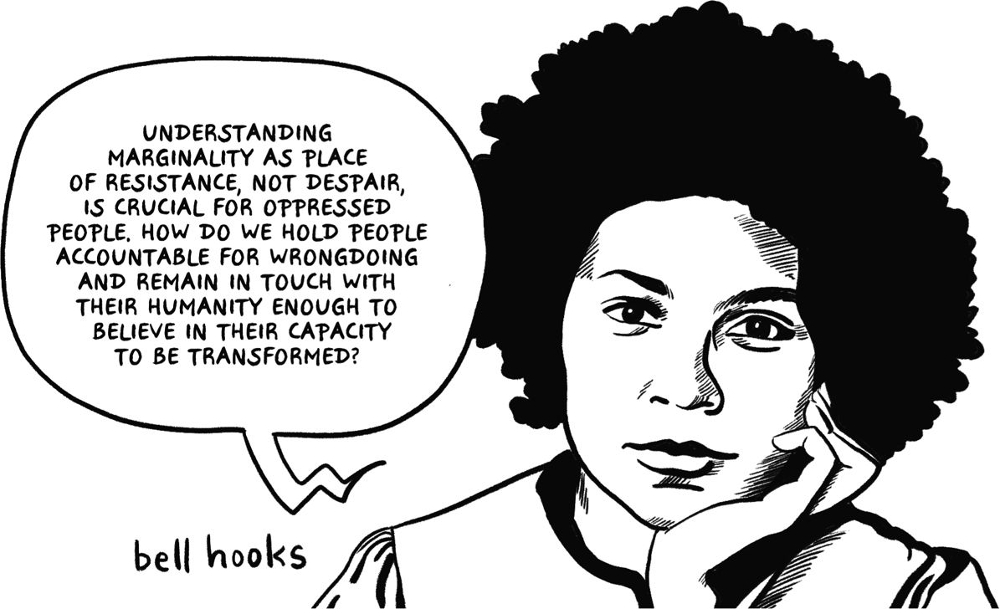 UNDERSTANDING
MARGINALITY AS PLACE
OF RESISTANCE, NOT DESPAIR,
IS CRUCIAL FOR OPPRESSED
PEOPLE. HOW DO WE HOLD PEOPLE
ACCOUNTABLE FOR WRONGDOING
AND REMAIN IN TOUCH WITH
THEIR HUMANITY ENOUGH TO
BELIEVE IN THEIR CAPACITY
TO BE TRANSFORMED?
bell hooks